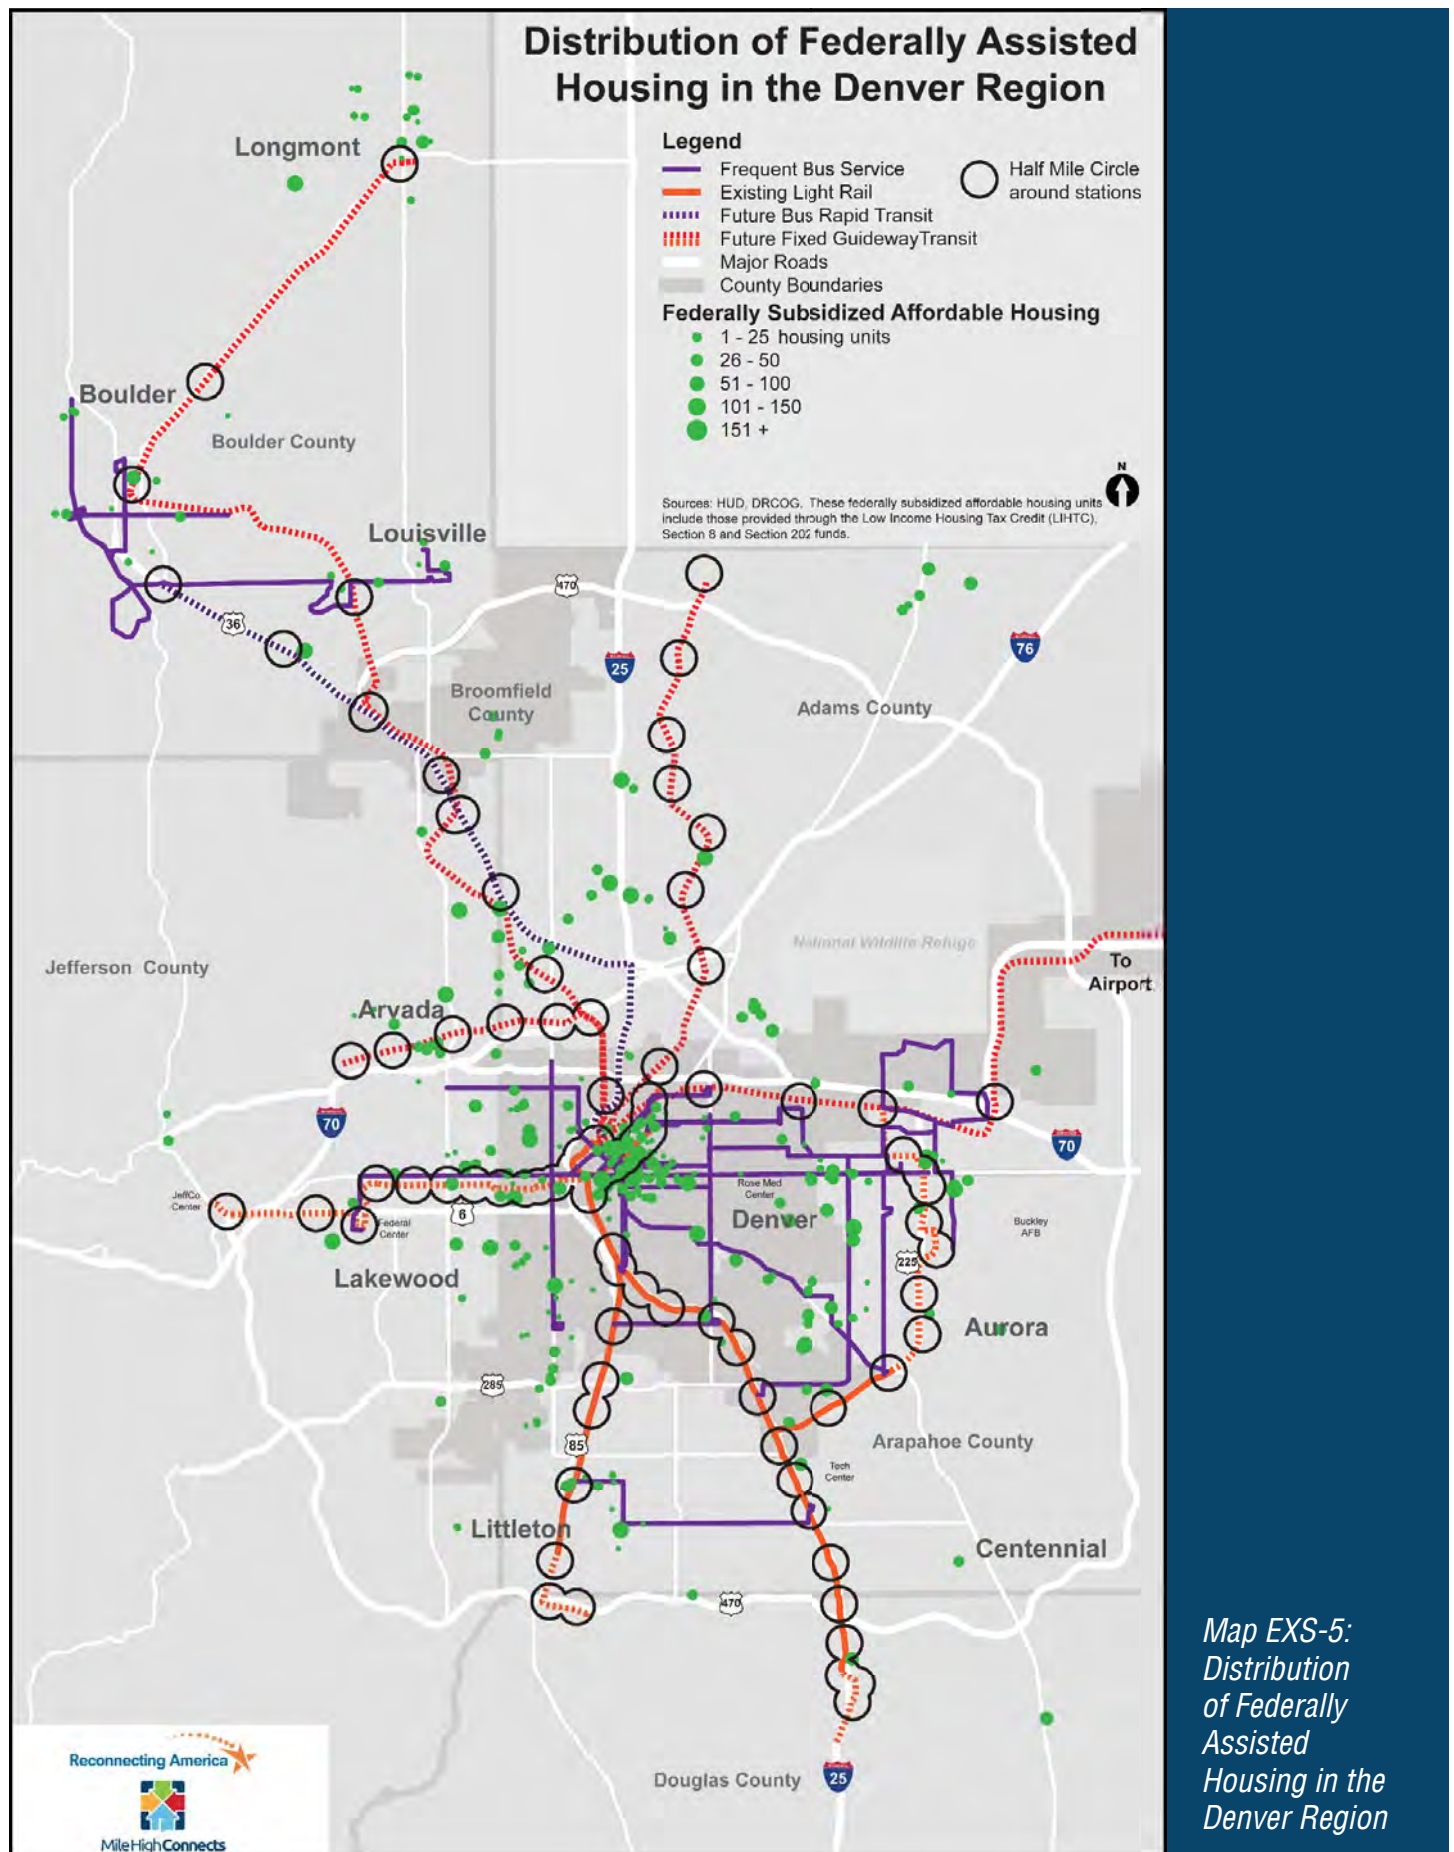 Distribution of Federally Assisted
Housing in the Denver Region
Legend
Frequent Bus Service
Existing Light Rail
Future Bus Rapid Transit
Future Fixed GuidewayTransit
Major Roads
County Boundaries
Half Mile Circle
around stations
Federally Subsidized Affordable Housing
1 - 25 housing units
26 - 50
51 - 100
101 - 150
151 +
N
Sources: HUD, DRCOG. These federally subsidized affordable housing units
include those provided through the Low Income Housing Tax Credit (LIHTC),
Section 8 and Section 202 funds.
Longmont
Boulder
Boulder County
Louisville
470
36
25
76
Broomfield
County
Adams County
National Wildlife Refuge
Jefferson County
To
Airport
Arvada
70
70
JeffCo
Center
6
Federal
Center
Rose Med
Center
Denver
Buckley
AFB
225
Lakewood
Aurora
285
85
Arapahoe County
Tech
Center
Littleton
Centennial
470
Douglas County
25
Reconnecting America
MileHighConnects
Map EXS-5:
Distribution
of Federally
Assisted
Housing in the
Denver Region